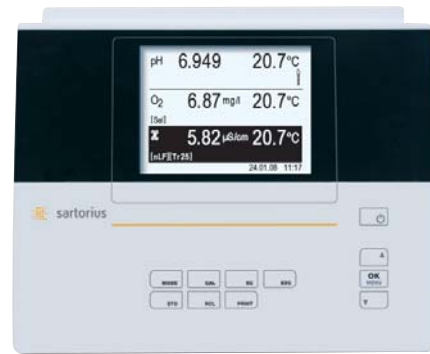 pH 6.949 20.7°C
O2 6.87 mg/l 20.7°C
[Sal]
χ 5.82 µS/cm 20.7°C
[nLF][Tr25]
24.01.08 11:17
sartorius
OK
MENU
MODE CAL
STO RCL PRINT